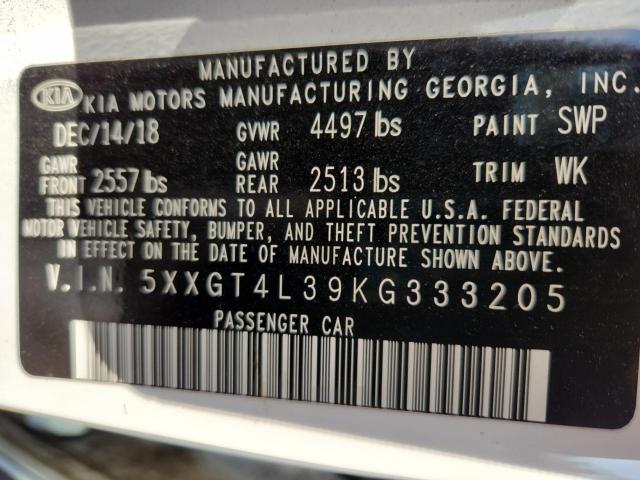 MANUFACTURED BY
KIA KIA MOTORS MANUFACTURING GEORGIA, INC.
DEC/14/18 GVWR 4497 lbs PAINT SWP
GAWR FRONT 2557 lbs GAWR REAR 2513 lbs TRIM WK
THIS VEHICLE CONFORMS TO ALL APPLICABLE U.S.A. FEDERAL
MOTOR VEHICLE SAFETY, BUMPER, AND THEFT PREVENTION STANDARDS
IN EFFECT ON THE DATE OF MANUFACTURE SHOWN ABOVE.
V.I.N. 5XXGT4L39KG333205
PASSENGER CAR